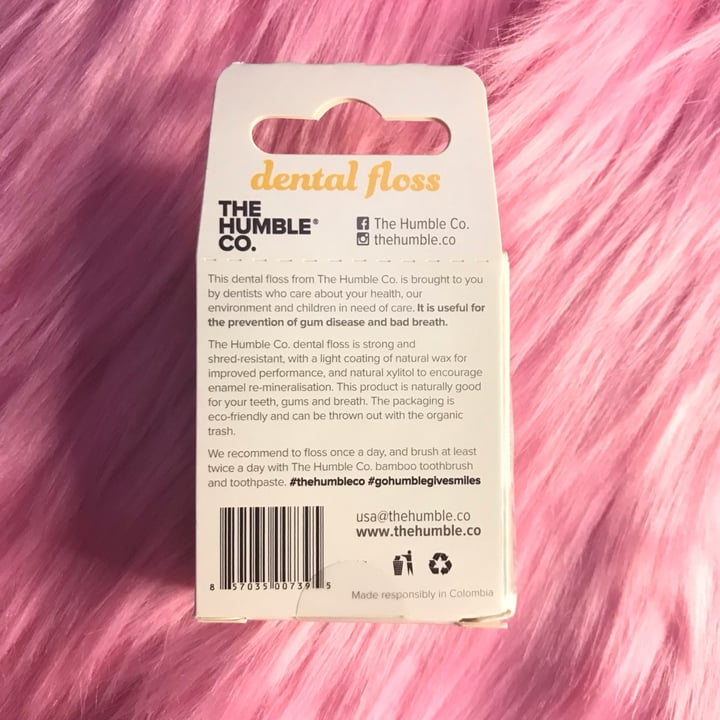 dental floss
THE
HUMBLE®
CO.
The Humble Co.
thehumble.co
This dental floss from The Humble Co. is brought to you
by dentists who care about your health, our
environment and children in need of care. It is useful for
the prevention of gum disease and bad breath.
The Humble Co. dental floss is strong and
shred-resistant, with a light coating of natural wax for
improved performance, and natural xylitol to encourage
enamel re-mineralisation. This product is naturally good
for your teeth, gums and breath. The packaging is
eco-friendly and can be thrown out with the organic
trash.
We recommend to floss once a day, and brush at least
twice a day with The Humble Co. bamboo toothbrush
and toothpaste. #thehumbleco #gohumblegivesmiles
usa@thehumble.co
www.thehumble.co
8 57035 00739 5
Made responsibly in Colombia